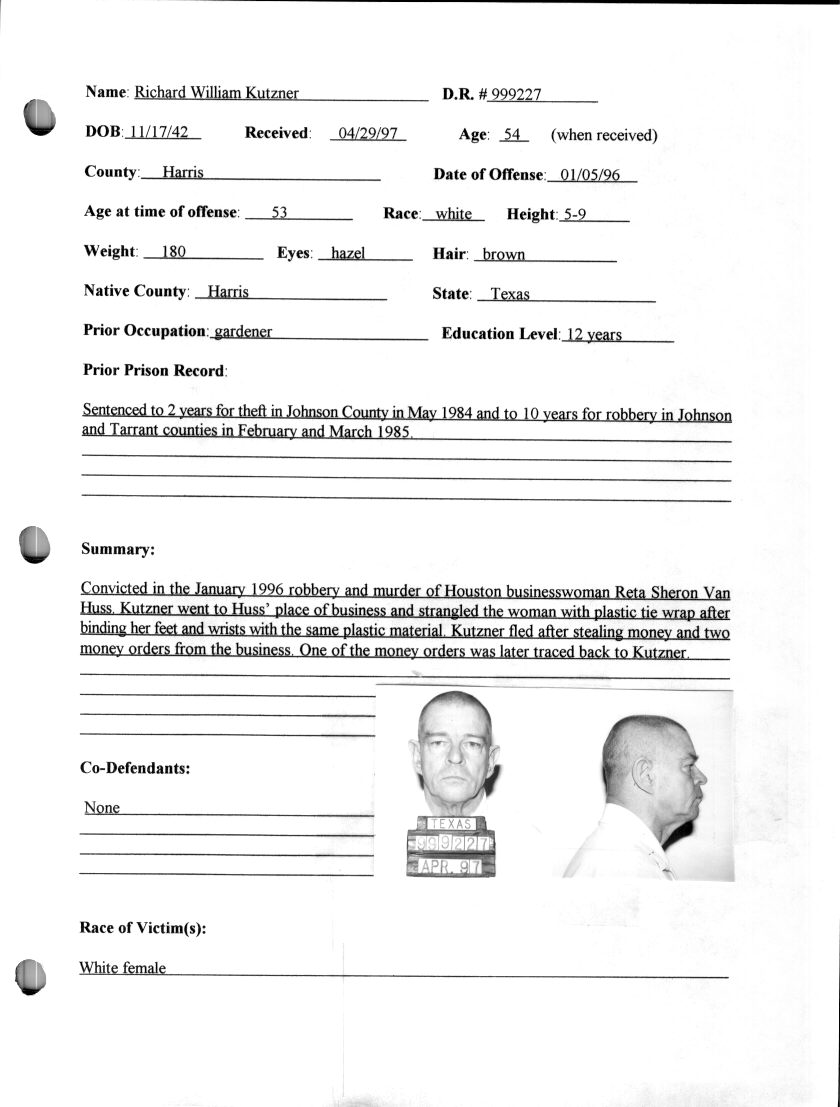 Name: Richard William Kutzner D.R. # 999227
DOB: 11/17/42 Received: 04/29/97 Age: 54 (when received)
County: Harris Date of Offense: 01/05/96
Age at time of offense: 53 Race: white Height: 5-9
Weight: 180 Eyes: hazel Hair: brown
Native County: Harris State: Texas
Prior Occupation: gardener Education Level: 12 years
Prior Prison Record:
Sentenced to 2 years for theft in Johnson County in May 1984 and to 10 years for robbery in Johnson
and Tarrant counties in February and March 1985.
Summary:
Convicted in the January 1996 robbery and murder of Houston businesswoman Reta Sheron Van
Huss. Kutzner went to Huss' place of business and strangled the woman with plastic tie wrap after
binding her feet and wrists with the same plastic material. Kutzner fled after stealing money and two
money orders from the business. One of the money orders was later traced back to Kutzner.
Co-Defendants:
None
TEXAS
999227
APR. 97
Race of Victim(s):
White female